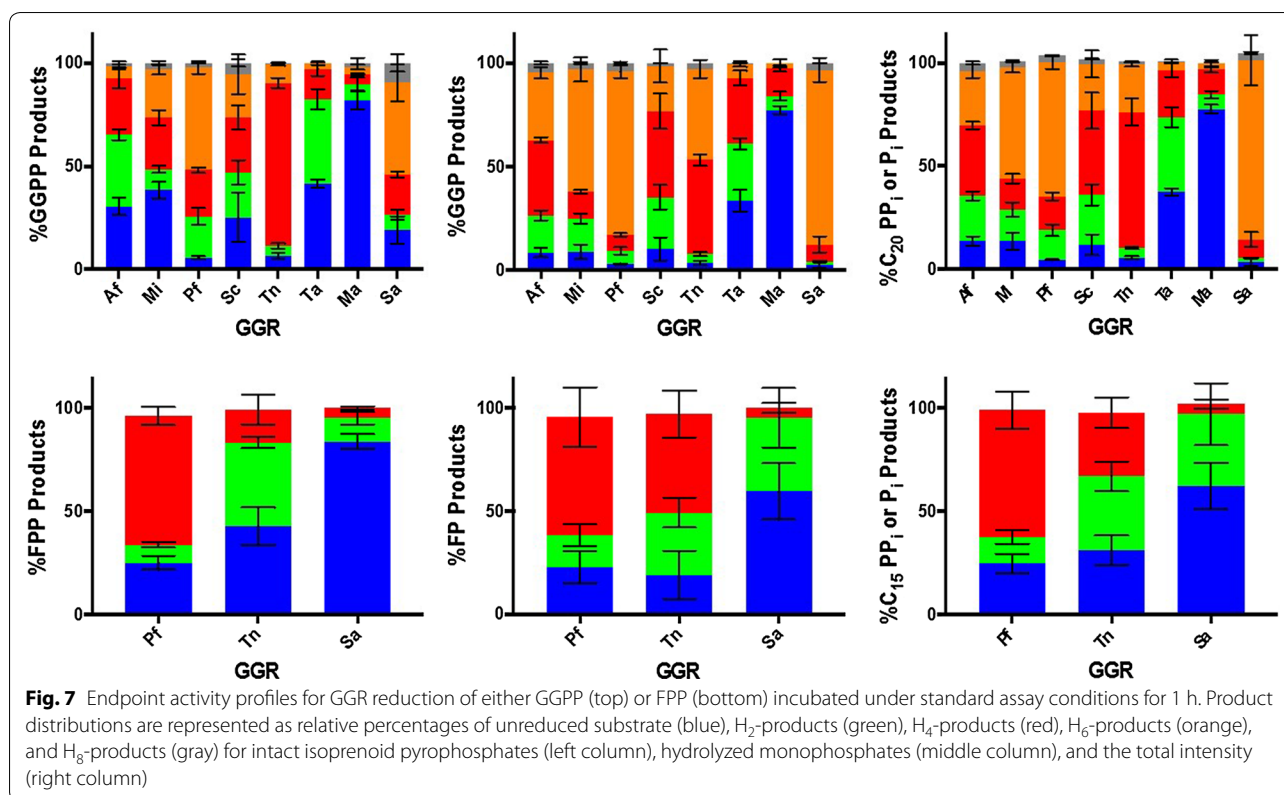 %GGPP Products
100
50
0
Af Mi Pf Sc Tn Ta Ma Sa
GGR
%GGP Products
100
50
0
Af Mi Pf Sc Tn Ta Ma Sa
GGR
%C₂₀ PPᵢ or Pᵢ Products
100
50
0
Af M Pf Sc Tn Ta Ma Sa
GGR
%FPP Products
100
50
0
Pf Tn Sa
GGR
%FP Products
100
50
0
Pf Tn Sa
GGR
%C₁₅ PPᵢ or Pᵢ Products
100
50
0
Pf Tn Sa
GGR
Fig. 7 Endpoint activity profiles for GGR reduction of either GGPP (top) or FPP (bottom) incubated under standard assay conditions for 1 h. Product
distributions are represented as relative percentages of unreduced substrate (blue), H₂-products (green), H₄-products (red), H₆-products (orange),
and H₈-products (gray) for intact isoprenoid pyrophosphates (left column), hydrolyzed monophosphates (middle column), and the total intensity
(right column)